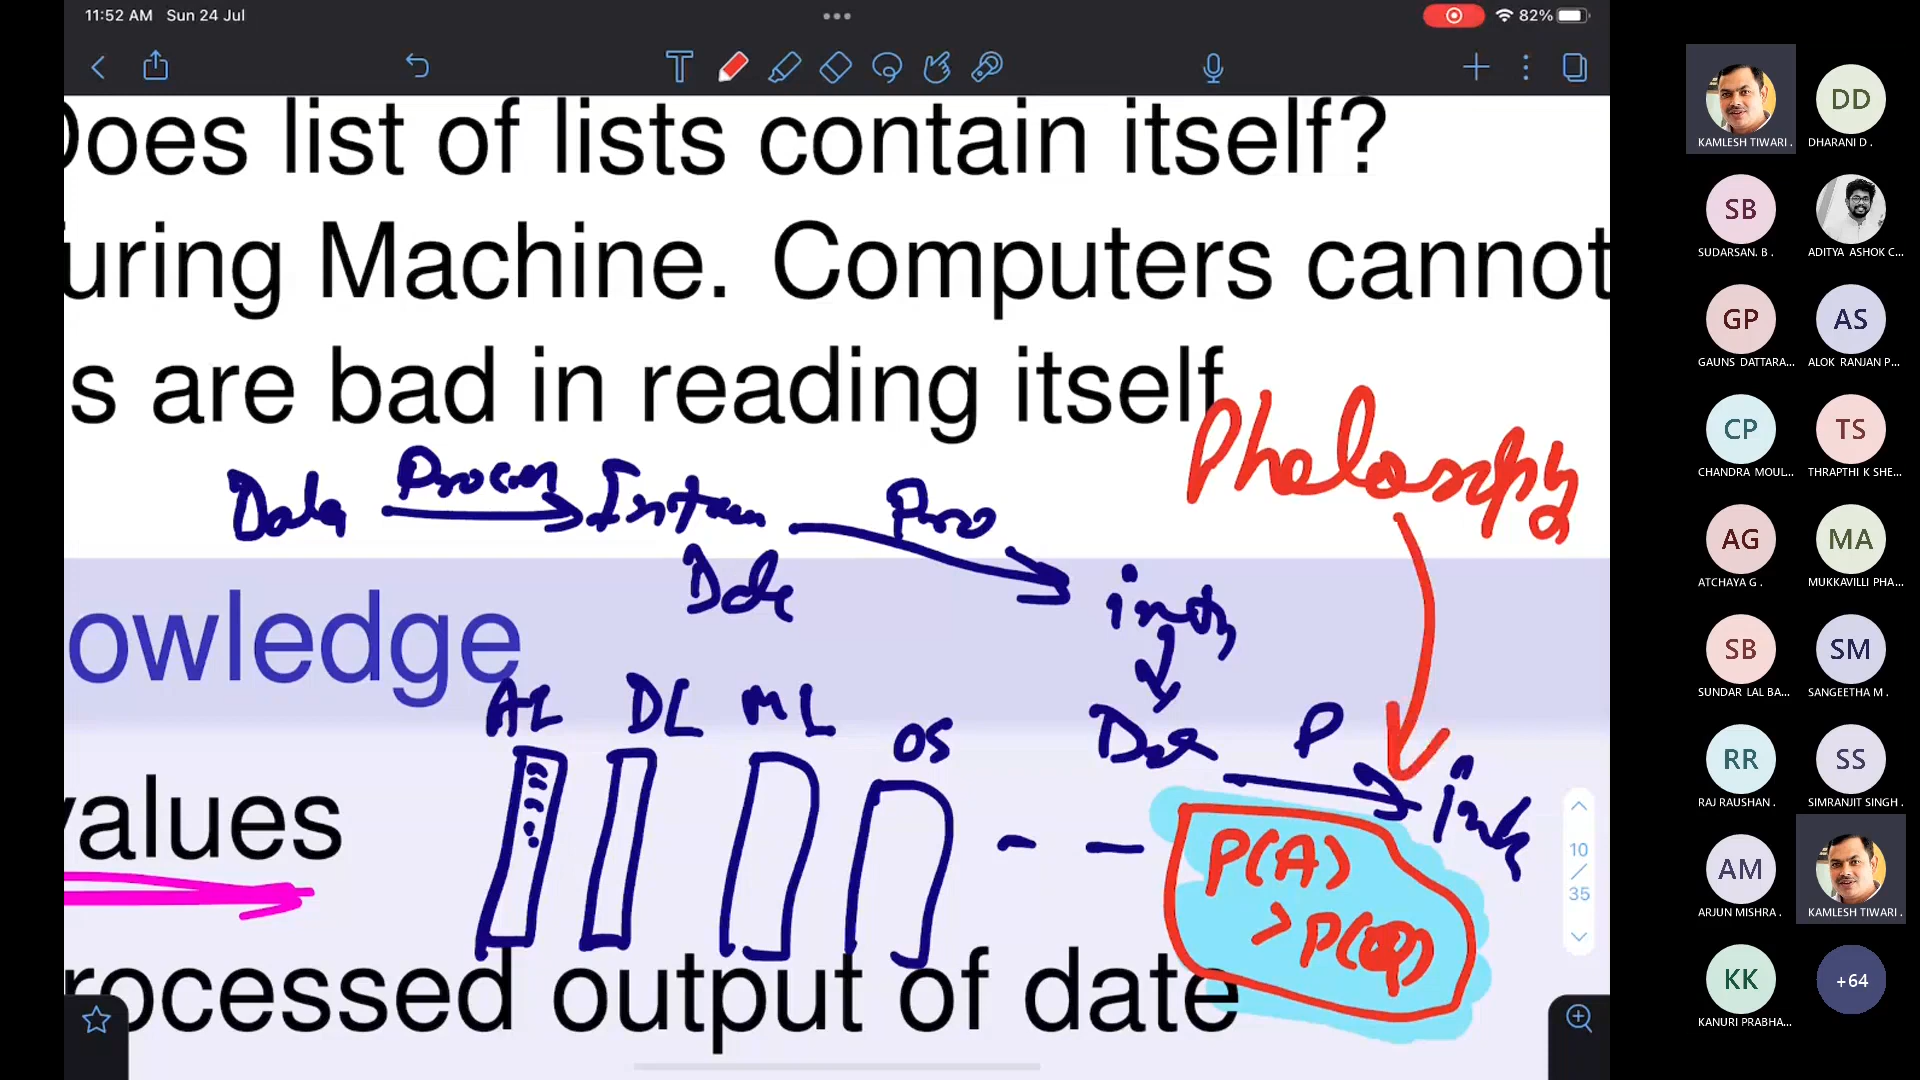 11:52 AM Sun 24 Jul
82%
Does list of lists contain itself?
uring Machine. Computers cannot
s are bad in reading itself
Pholosophy
Data Process
Pro
owledge
DL ML OS
P
values
P(A)
> P(
rocessed output of date
10
/
35
KAMLESH TIWARI .
DD
DHARANI D .
SB
SUDARSAN. B .
ADITYA ASHOK C...
GP
GAUNS DATTARA...
AS
ALOK RANJAN P...
CP
CHANDRA MOUL...
TS
THRAPTHI K SHE...
AG
ATCHAYA G .
MA
MUKKAVILLI PHA...
SB
SUNDAR LAL BA...
SM
SANGEETHA M .
RR
RAJ RAUSHAN .
SS
SIMRANJIT SINGH .
AM
ARJUN MISHRA .
KAMLESH TIWARI .
KK
KANURI PRABHA...
+64